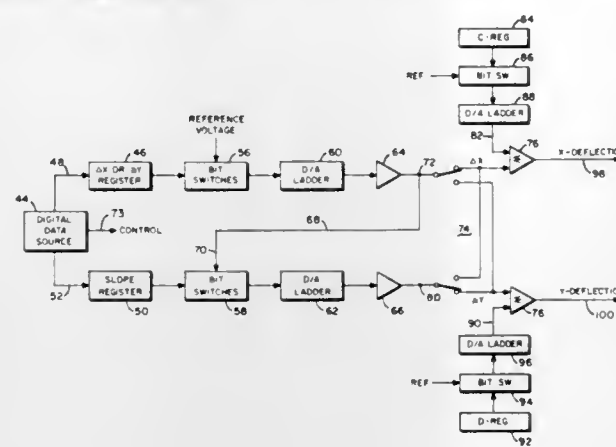 84
C-REG
86
REF
BIT SW
88
D/A LADDER
82
76
X-DEFLECTION
98
REFERENCE
VOLTAGE
46
ΔX OR ΔY
REGISTER
56
BIT
SWITCHES
60
D/A
LADDER
64
72
ΔX
48
44
DIGITAL
DATA
SOURCE
73
CONTROL
68
70
74
52
SLOPE
REGISTER
50
BIT
SWITCHES
58
D/A
LADDER
62
66
80
ΔY
76
Y-DEFLECTION
100
90
D/A LADDER
96
REF
BIT SW
94
D-REG
92